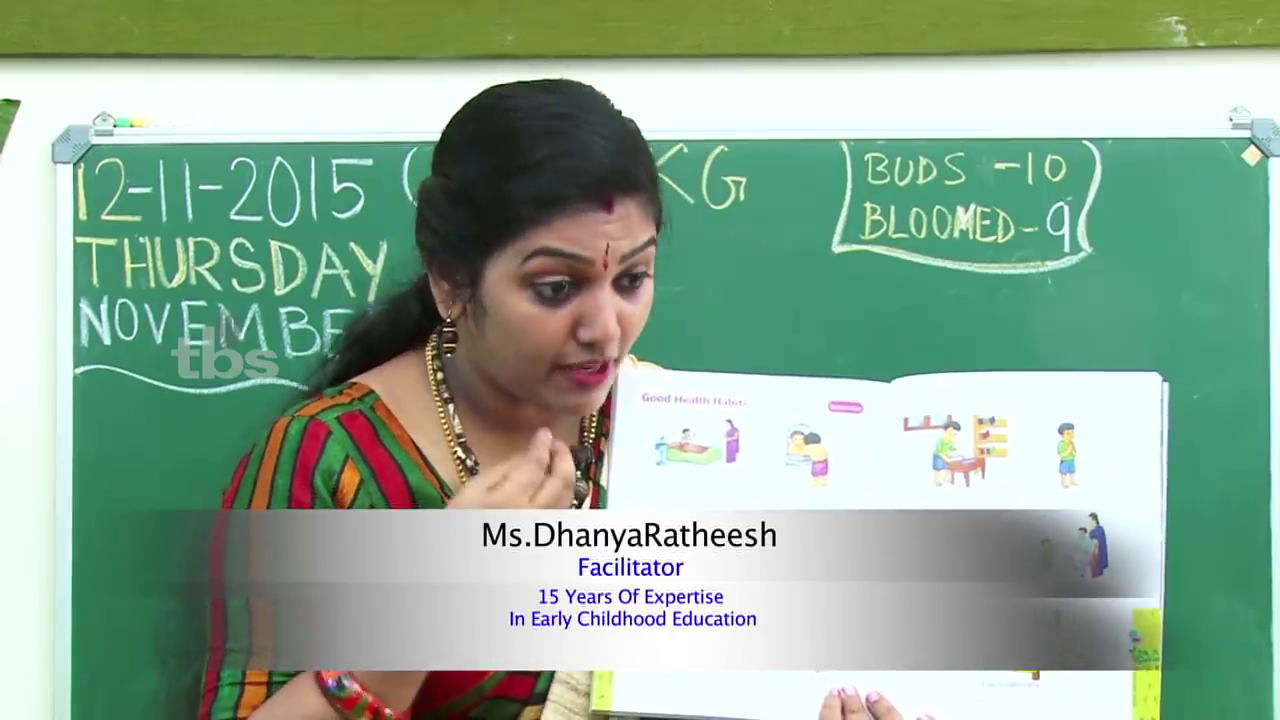 12-11-2015
KG
THURSDAY
NOVEMBE
BUDS -10
BLOOMED-9
tbs
Good Health Habits
Ms.DhanyaRatheesh
Facilitator
15 Years Of Expertise
In Early Childhood Education